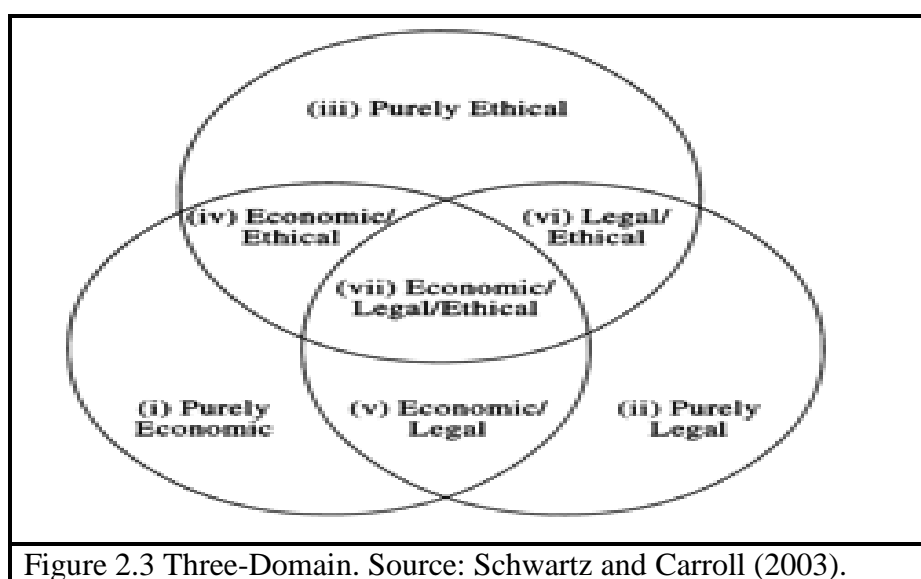 (iii) Purely Ethical
(iv) Economic/
Ethical
(vi) Legal/
Ethical
(vii) Economic/
Legal/Ethical
(i) Purely
Economic
(v) Economic/
Legal
(ii) Purely
Legal
Figure 2.3 Three-Domain. Source: Schwartz and Carroll (2003).